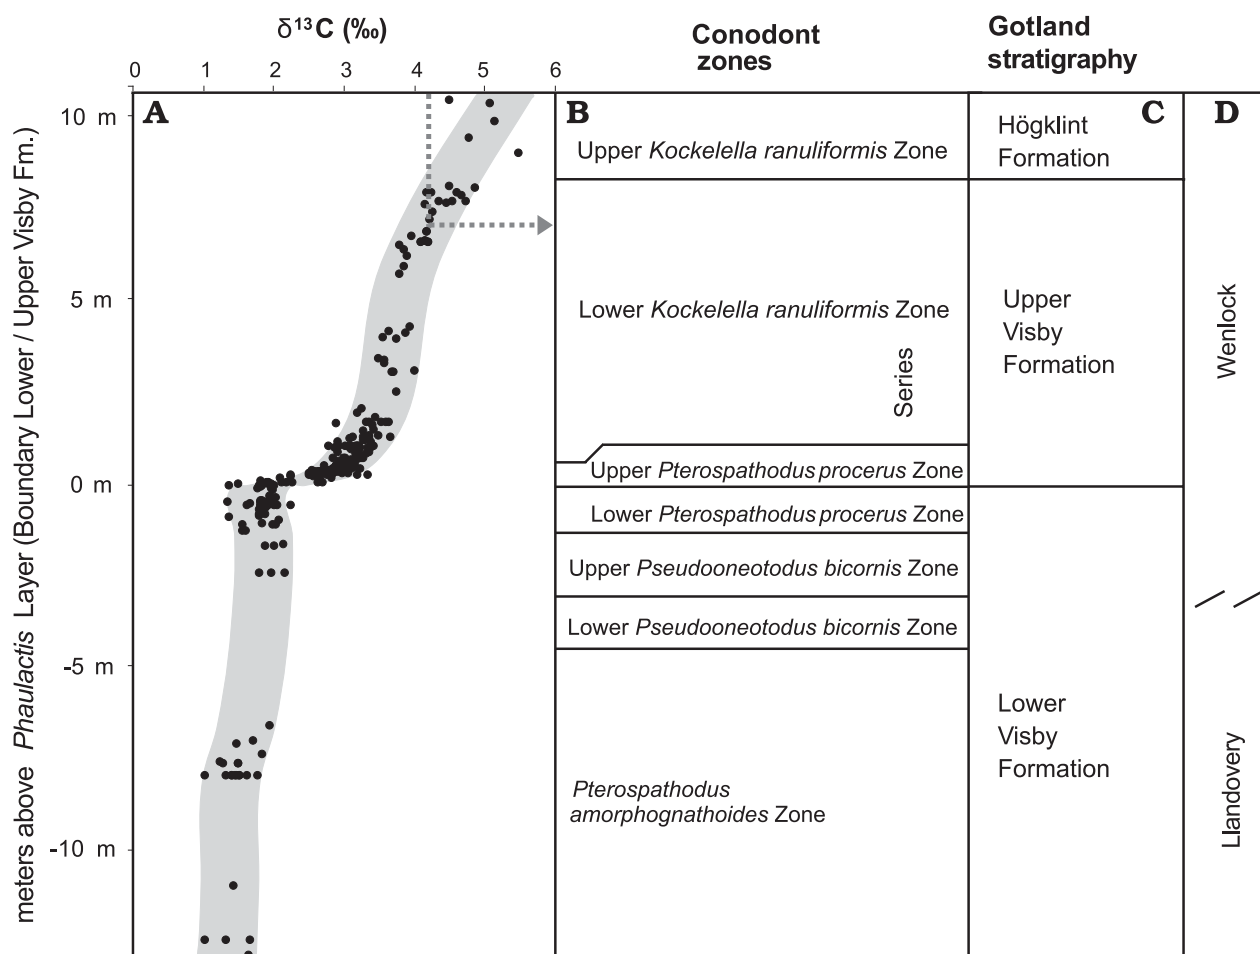 δ¹³C (‰)
Conodont
zones
Gotland
stratigraphy
0 1 2 3 4 5 6
meters above Phaulactis Layer (Boundary Lower / Upper Visby Fm.)
10 m
5 m
0 m
-5 m
-10 m
A
B
C
D
Upper Kockelella ranuliformis Zone
Lower Kockelella ranuliformis Zone
Series
Upper Pterospathodus procerus Zone
Lower Pterospathodus procerus Zone
Upper Pseudooneotodus bicornis Zone
Lower Pseudooneotodus bicornis Zone
Pterospathodus
amorphognathoides Zone
Högklint
Formation
Upper
Visby
Formation
Lower
Visby
Formation
Wenlock
Llandovery